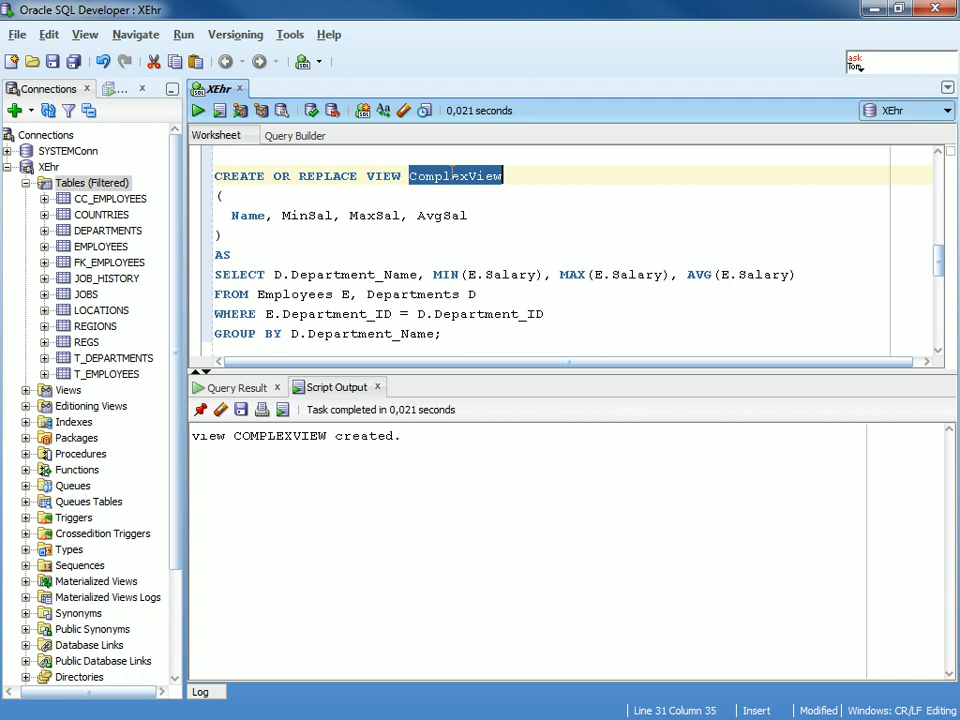 Oracle SQL Developer : XEhr
File Edit View Navigate Run Versioning Tools Help
ask
Tom
Connections
...
XEhr
0,021 seconds
XEhr
Worksheet Query Builder
Connections
SYSTEMConn
XEhr
Tables (Filtered)
CC_EMPLOYEES
COUNTRIES
DEPARTMENTS
EMPLOYEES
FK_EMPLOYEES
JOB_HISTORY
JOBS
LOCATIONS
REGIONS
REGS
T_DEPARTMENTS
T_EMPLOYEES
Views
Editioning Views
Indexes
Packages
Procedures
Functions
Queues
Queues Tables
Triggers
Crossedition Triggers
Types
Sequences
Materialized Views
Materialized Views Logs
Synonyms
Public Synonyms
Database Links
Public Database Links
Directories
CREATE OR REPLACE VIEW ComplexView
(
Name, MinSal, MaxSal, AvgSal
)
AS
SELECT D.Department_Name, MIN(E.Salary), MAX(E.Salary), AVG(E.Salary)
FROM Employees E, Departments D
WHERE E.Department_ID = D.Department_ID
GROUP BY D.Department_Name;
Query Result Script Output
Task completed in 0,021 seconds
view COMPLEXVIEW created.
Log
Line 31 Column 35 Insert Modified Windows: CR/LF Editing